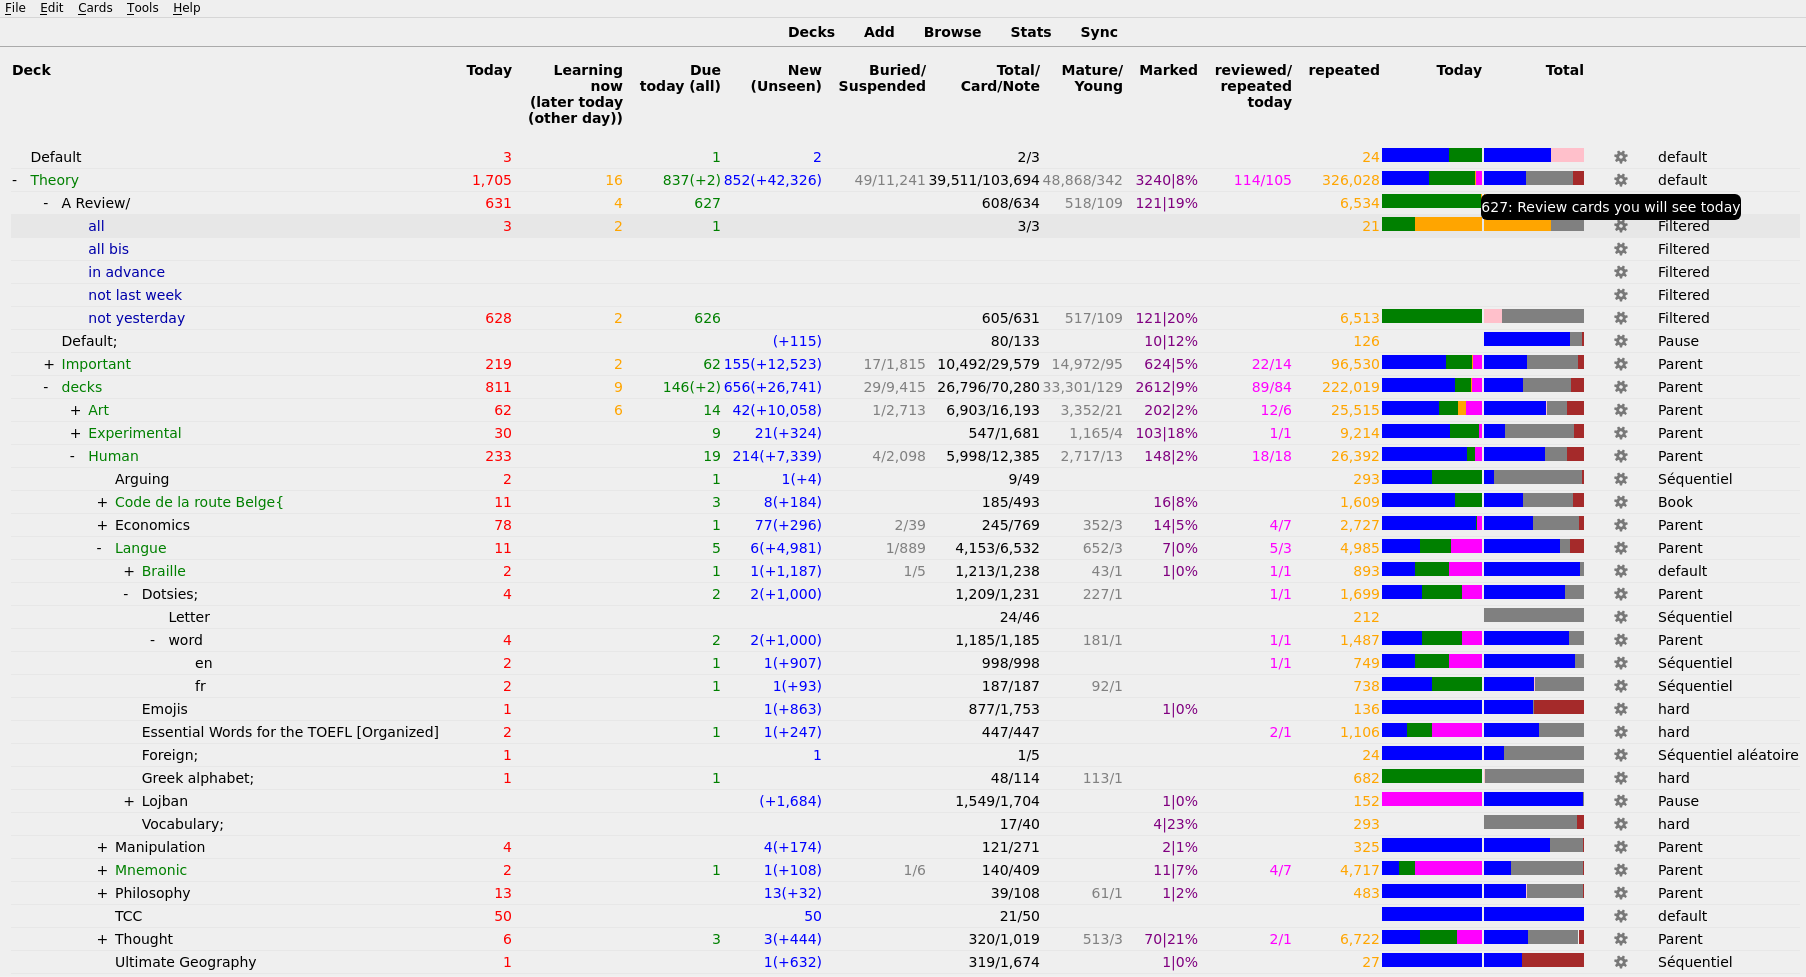 File Edit Cards Tools Help
Decks Add Browse Stats Sync
Deck Today Learning now (later today (other day)) Due today (all) New (Unseen) Buried/ Suspended Total/ Card/Note Mature/ Young Marked reviewed/ repeated today repeated Today Total
Default 3 1 2 2/3 24 default
- Theory 1,705 16 837(+2) 852(+42,326) 49/11,241 39,511/103,694 48,868/342 3240|8% 114/105 326,028 default
- A Review/ 631 4 627 608/634 518/109 121|19% 6,534
627: Review cards you will see today
all 3 2 1 3/3 21 Filtered
all bis Filtered
in advance Filtered
not last week Filtered
not yesterday 628 2 626 605/631 517/109 121|20% 6,513 Filtered
Default; (+115) 80/133 10|12% 126 Pause
+ Important 219 2 62 155(+12,523) 17/1,815 10,492/29,579 14,972/95 624|5% 22/14 96,530 Parent
- decks 811 9 146(+2) 656(+26,741) 29/9,415 26,796/70,280 33,301/129 2612|9% 89/84 222,019 Parent
+ Art 62 6 14 42(+10,058) 1/2,713 6,903/16,193 3,352/21 202|2% 12/6 25,515 Parent
+ Experimental 30 9 21(+324) 547/1,681 1,165/4 103|18% 1/1 9,214 Parent
- Human 233 19 214(+7,339) 4/2,098 5,998/12,385 2,717/13 148|2% 18/18 26,392 Parent
Arguing 2 1 1(+4) 9/49 293 Séquentiel
+ Code de la route Belge{ 11 3 8(+184) 185/493 16|8% 1,609 Book
+ Economics 78 1 77(+296) 2/39 245/769 352/3 14|5% 4/7 2,727 Parent
- Langue 11 5 6(+4,981) 1/889 4,153/6,532 652/3 7|0% 5/3 4,985 Parent
+ Braille 2 1 1(+1,187) 1/5 1,213/1,238 43/1 1|0% 1/1 893 default
- Dotsies; 4 2 2(+1,000) 1,209/1,231 227/1 1/1 1,699 Parent
Letter 24/46 212 Séquentiel
- word 4 2 2(+1,000) 1,185/1,185 181/1 1/1 1,487 Parent
en 2 1 1(+907) 998/998 1/1 749 Séquentiel
fr 2 1 1(+93) 187/187 92/1 738 Séquentiel
Emojis 1 1(+863) 877/1,753 1|0% 136 hard
Essential Words for the TOEFL [Organized] 2 1 1(+247) 447/447 2/1 1,106 hard
Foreign; 1 1 1/5 24 Séquentiel aléatoire
Greek alphabet; 1 1 48/114 113/1 682 hard
+ Lojban (+1,684) 1,549/1,704 1|0% 152 Pause
Vocabulary; 17/40 4|23% 293 hard
+ Manipulation 4 4(+174) 121/271 2|1% 325 Parent
+ Mnemonic 2 1 1(+108) 1/6 140/409 11|7% 4/7 4,717 Parent
+ Philosophy 13 13(+32) 39/108 61/1 1|2% 483 Parent
TCC 50 50 21/50 default
+ Thought 6 3 3(+444) 320/1,019 513/3 70|21% 2/1 6,722 Parent
Ultimate Geography 1 1(+632) 319/1,674 1|0% 27 Séquentiel